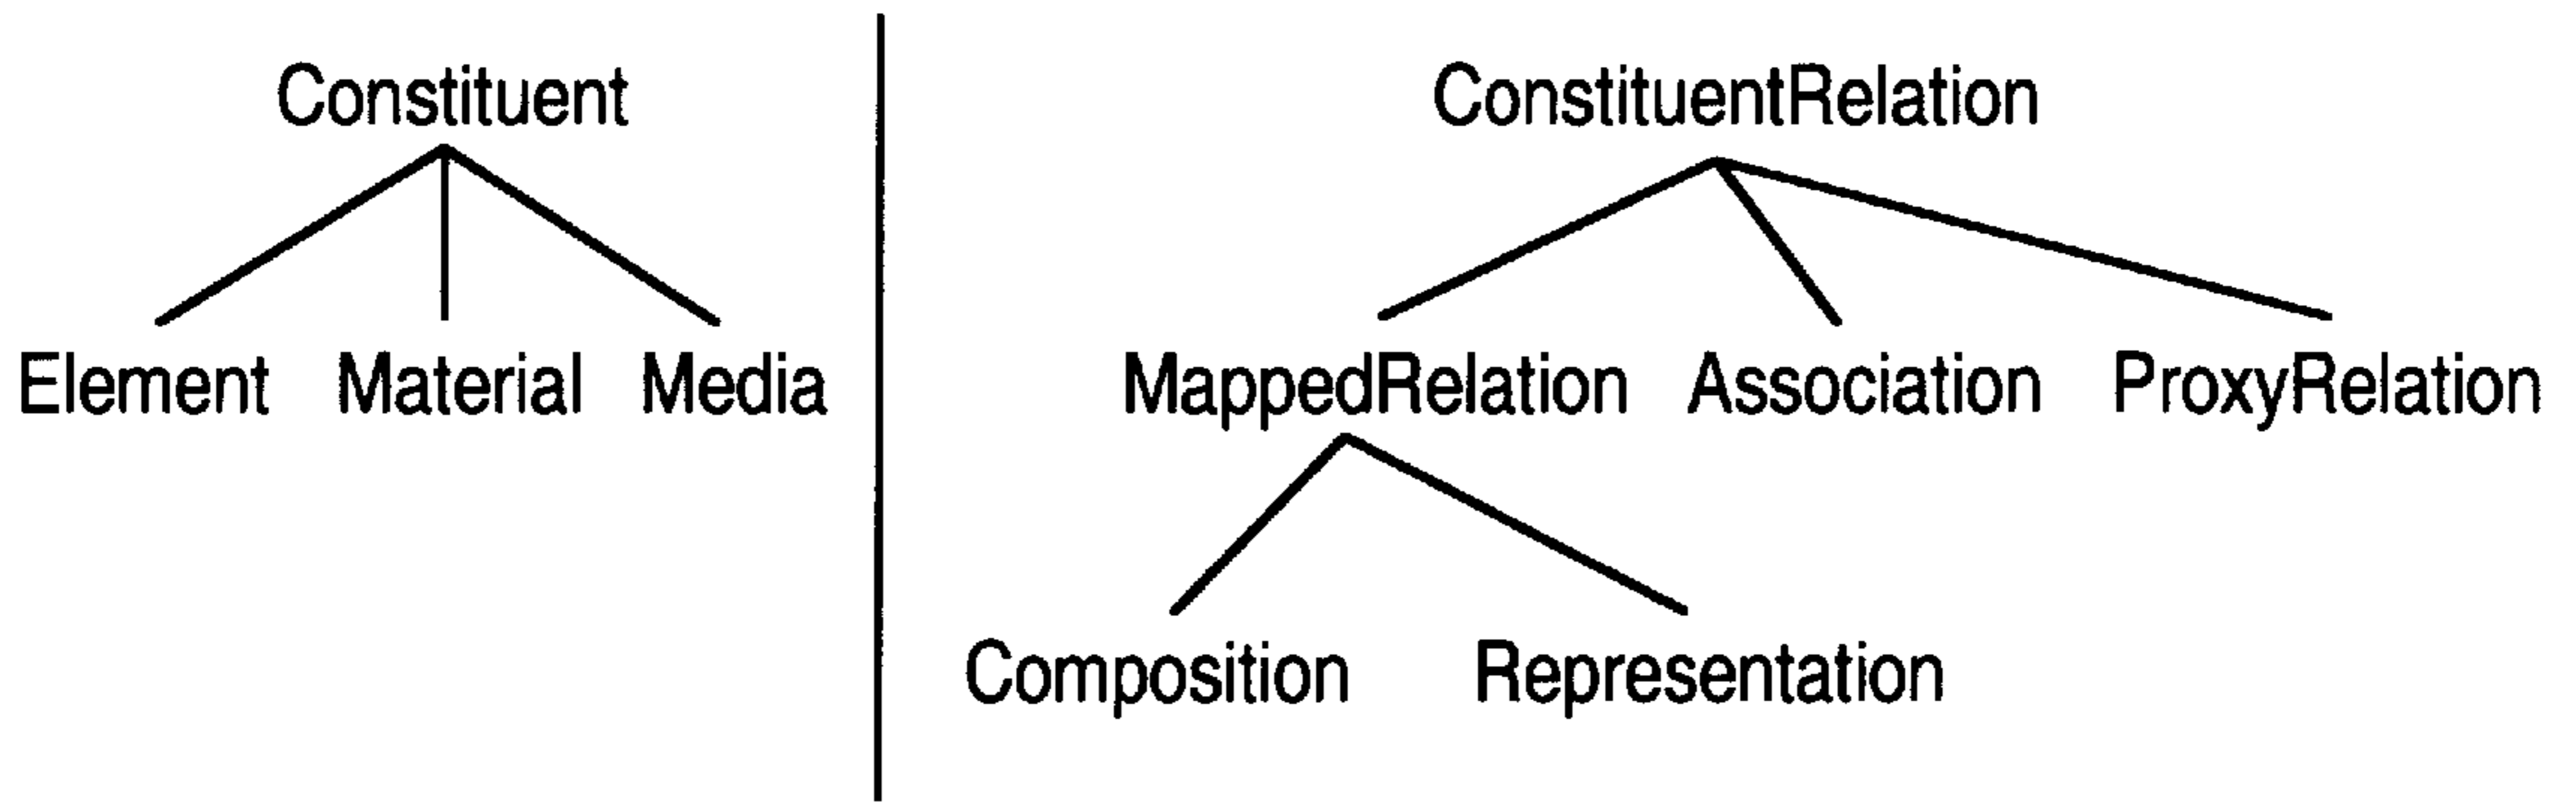 Constituent
Element Material Media
ConstituentRelation
MappedRelation Association ProxyRelation
Composition Representation